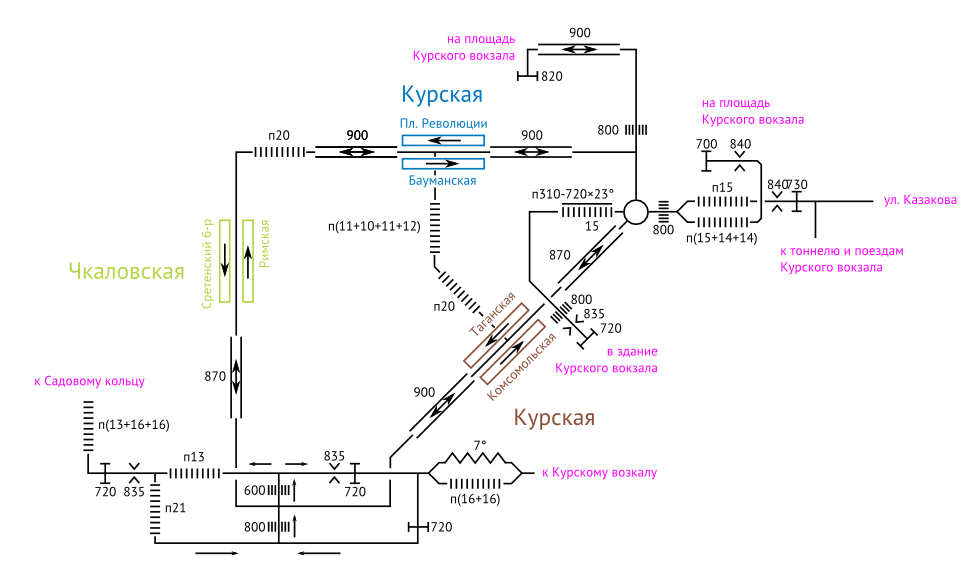 900
на площадь
Курского вокзала
820
Курская
на площадь
Курского вокзала
Пл. Революции
п20
900
900
800
700
840
Бауманская
п310-720×23°
п15
840
730
ул. Казакова
15
800
п(11+10+11+12)
п(15+14+14)
Сретенский б-р
Римская
870
к тоннелю и поездам
Курского вокзала
Чкаловская
п20
800
835
Таганская
720
в здание
Курского вокзала
Комсомольская
870
к Садовому кольцу
900
Курская
п(13+16+16)
7°
п13
835
к Курскому возкалу
720
835
600
720
п(16+16)
п21
800
720